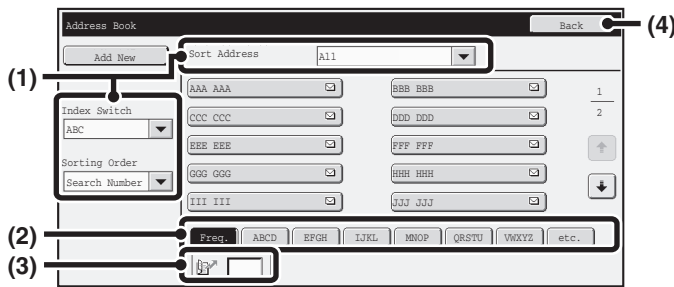 Address Book
Back
(4)
Add New
Sort Address
All
(1)
AAA AAA
BBB BBB
1
Index Switch
ABC
CCC CCC
DDD DDD
2
EEE EEE
FFF FFF
Sorting Order
Search Number
GGG GGG
HHH HHH
III III
JJJ JJJ
(2)
Freq.
ABCD
EFGH
IJKL
MNOP
QRSTU
VWXYZ
etc.
(3)